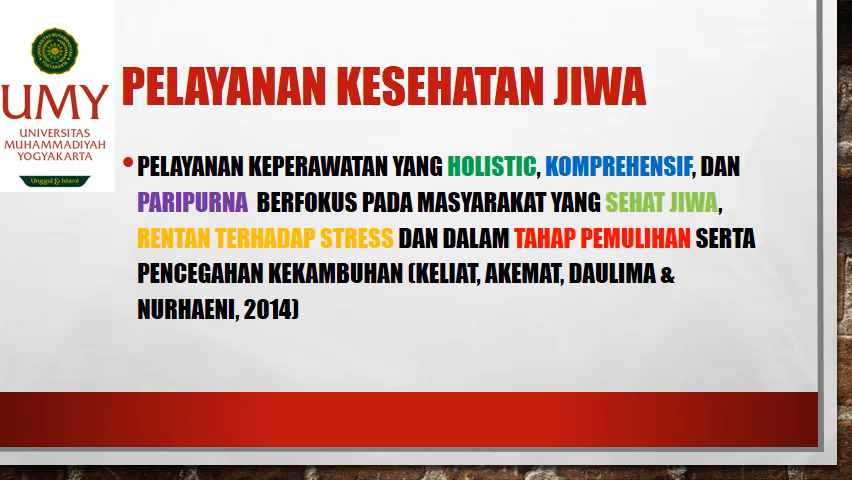 UMY
UNIVERSITAS
MUHAMMADIYAH
YOGYAKARTA
Unggul & Islami
PELAYANAN KESEHATAN JIWA
• PELAYANAN KEPERAWATAN YANG HOLISTIC, KOMPREHENSIF, DAN
PARIPURNA BERFOKUS PADA MASYARAKAT YANG SEHAT JIWA,
RENTAN TERHADAP STRESS DAN DALAM TAHAP PEMULIHAN SERTA
PENCEGAHAN KEKAMBUHAN (KELIAT, AKEMAT, DAULIMA &
NURHAENI, 2014)